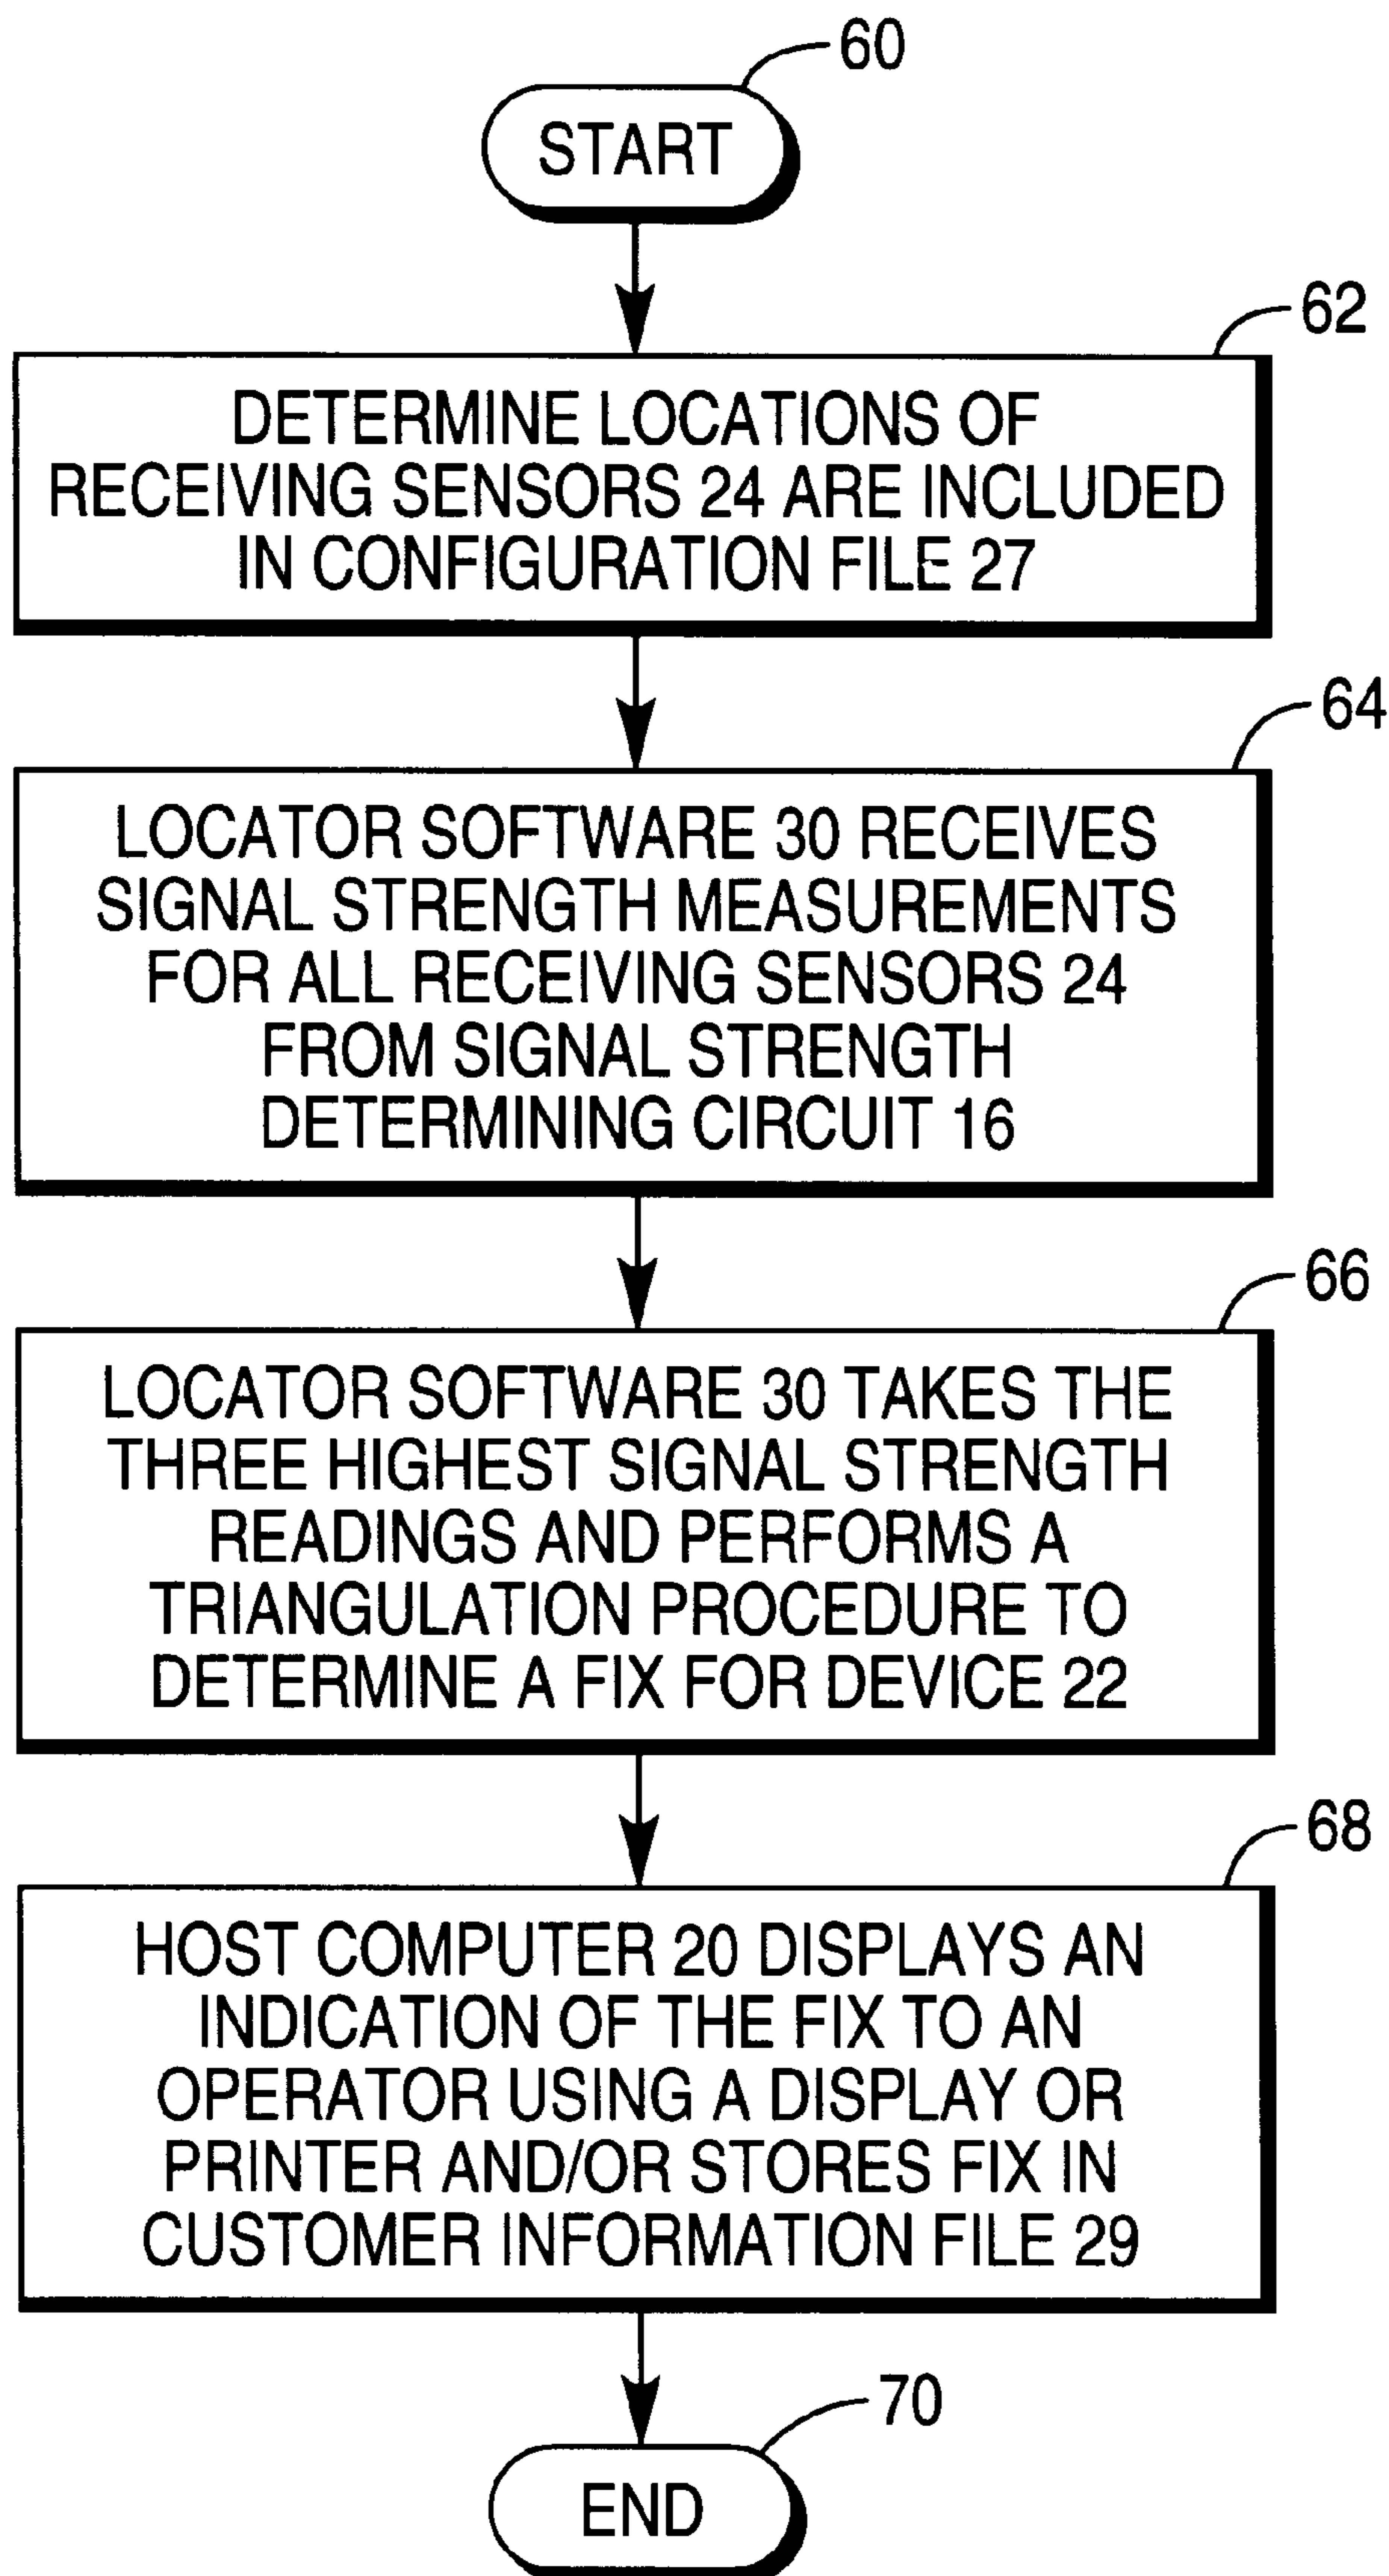 60
START
62
DETERMINE LOCATIONS OF
RECEIVING SENSORS 24 ARE INCLUDED
IN CONFIGURATION FILE 27
64
LOCATOR SOFTWARE 30 RECEIVES
SIGNAL STRENGTH MEASUREMENTS
FOR ALL RECEIVING SENSORS 24
FROM SIGNAL STRENGTH
DETERMINING CIRCUIT 16
66
LOCATOR SOFTWARE 30 TAKES THE
THREE HIGHEST SIGNAL STRENGTH
READINGS AND PERFORMS A
TRIANGULATION PROCEDURE TO
DETERMINE A FIX FOR DEVICE 22
68
HOST COMPUTER 20 DISPLAYS AN
INDICATION OF THE FIX TO AN
OPERATOR USING A DISPLAY OR
PRINTER AND/OR STORES FIX IN
CUSTOMER INFORMATION FILE 29
70
END